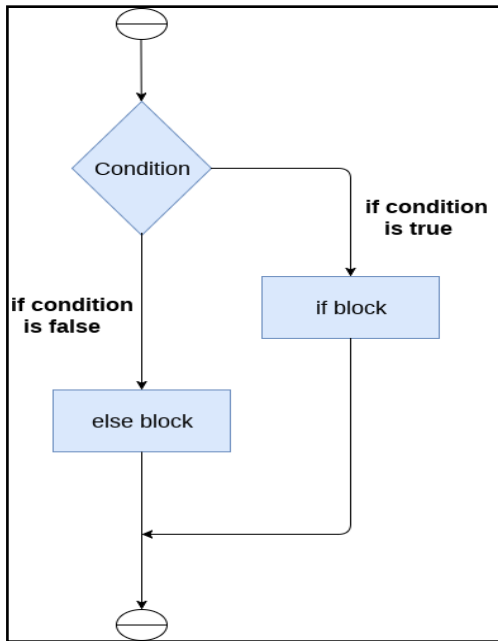 Condition
if condition
is true
if block
if condition
is false
else block